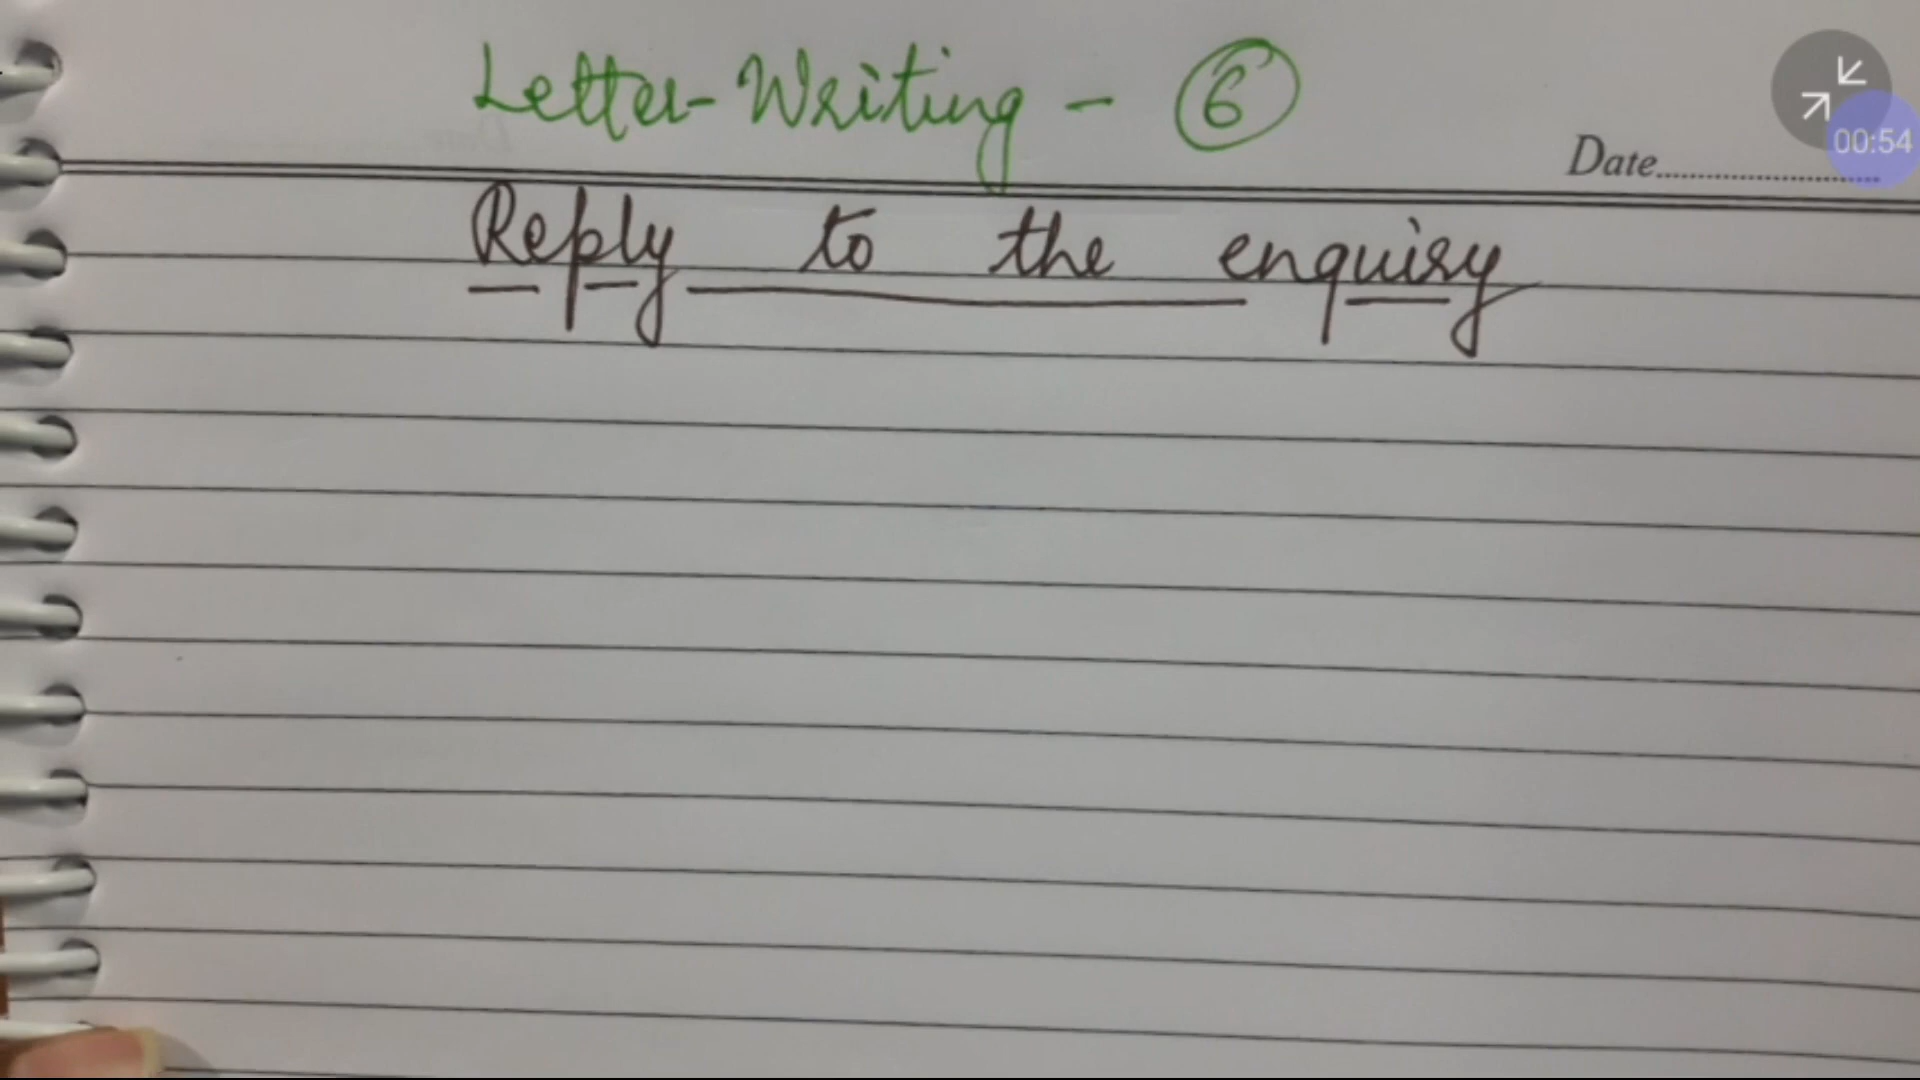 Letter-Writing - 6
00:54
Date
Reply to the enquiry